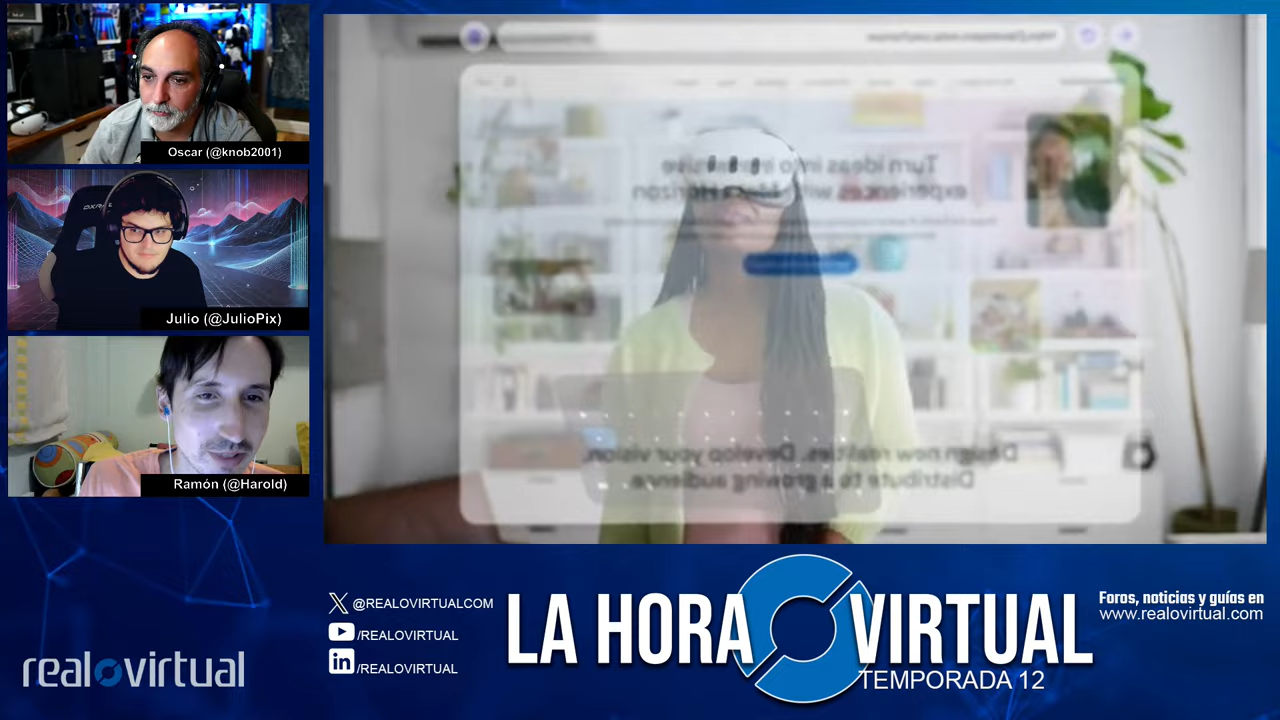 Oscar (@knob2001)
DXRACER
Julio (@JulioPix)
Ramón (@Harold)
Turn ideas into immersive
experiences with Meta Horizon
Design new realities. Develop your vision.
Distribute to a growing audience
@REALOVIRTUALCOM
/REALOVIRTUAL
/REALOVIRTUAL
LA HORA VIRTUAL
TEMPORADA 12
Foros, noticias y guías en
www.realovirtual.com
realovirtual